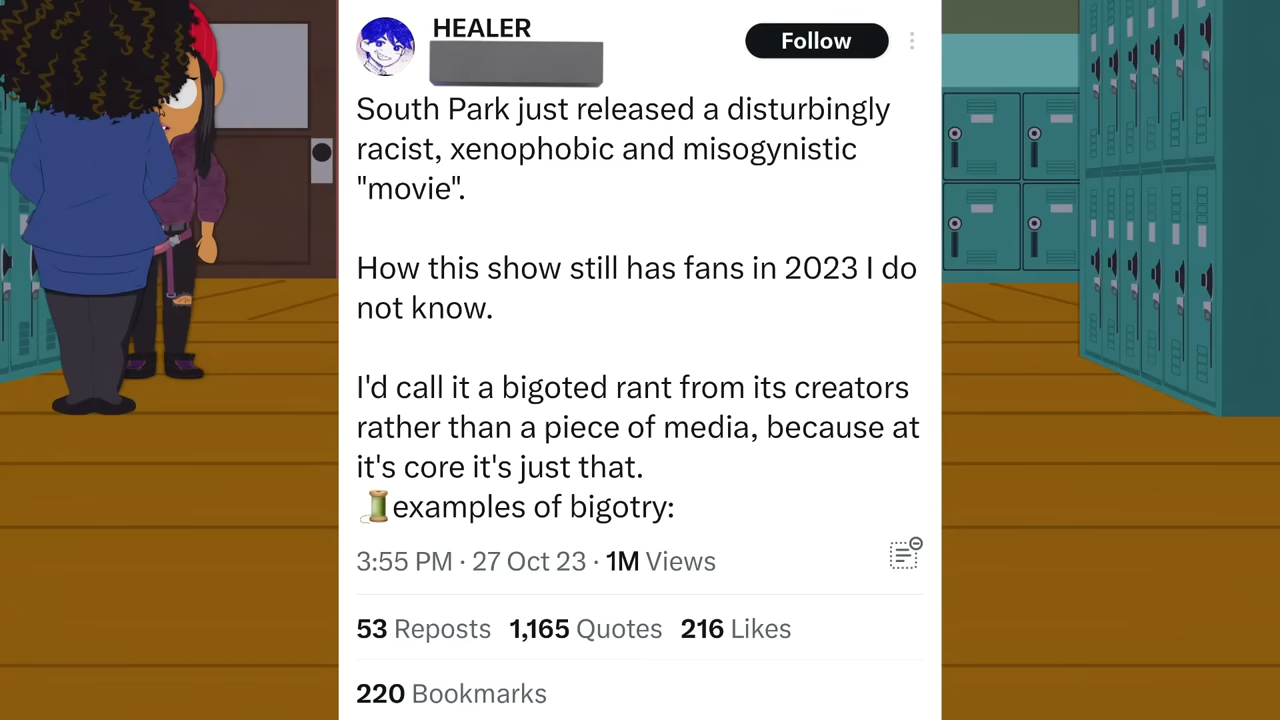 HEALER
Follow
South Park just released a disturbingly
racist, xenophobic and misogynistic
"movie".
How this show still has fans in 2023 I do
not know.
I'd call it a bigoted rant from its creators
rather than a piece of media, because at
it's core it's just that.
🧵examples of bigotry:
3:55 PM · 27 Oct 23 · 1M Views
53 Reposts 1,165 Quotes 216 Likes
220 Bookmarks